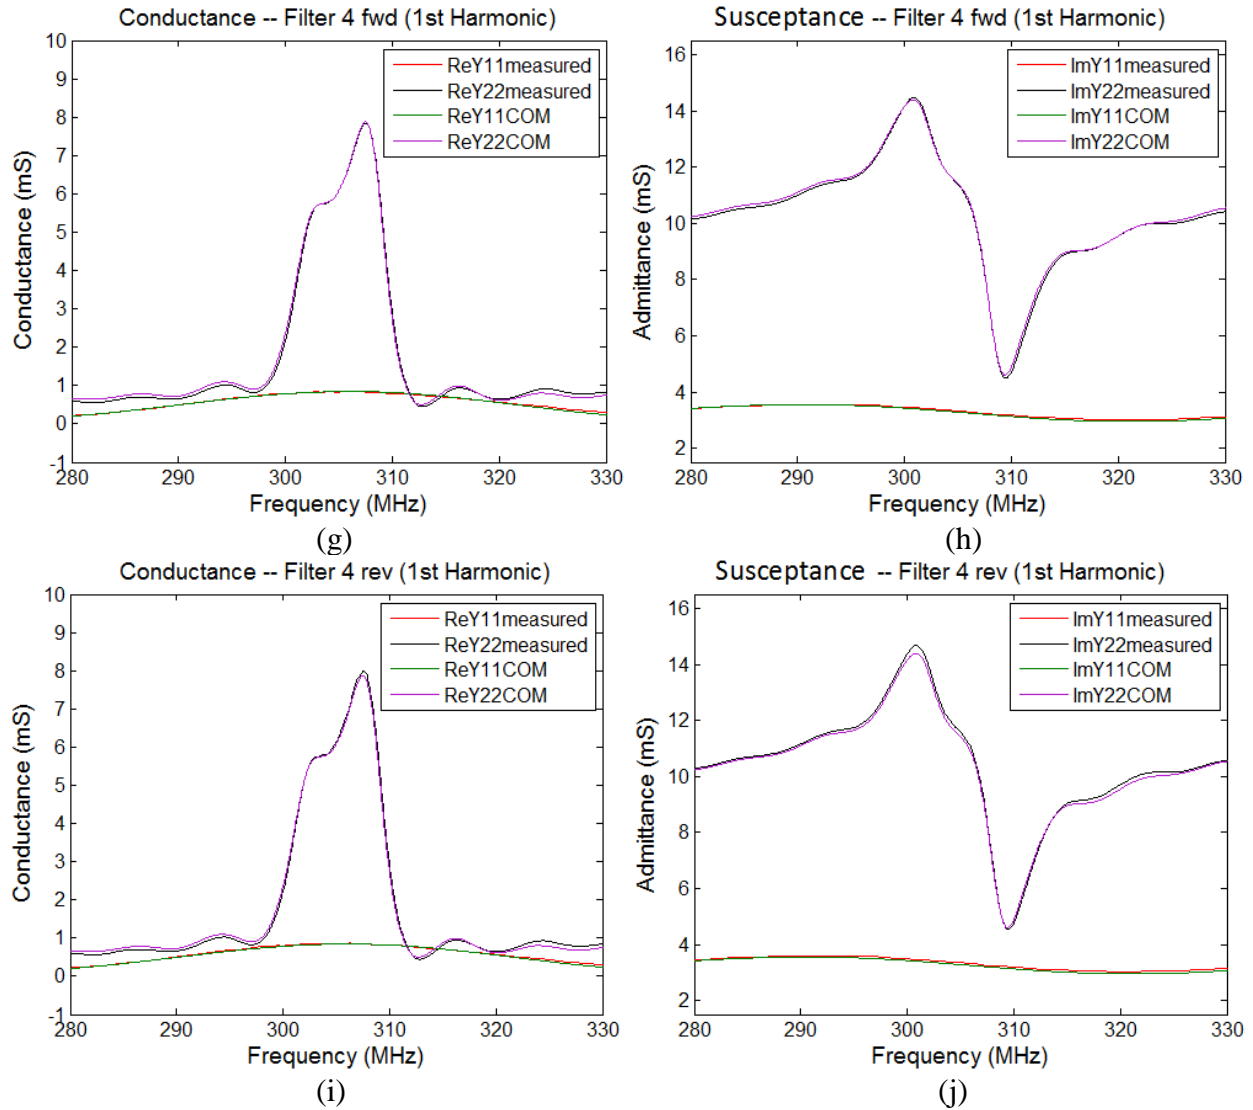 Conductance -- Filter 4 fwd (1st Harmonic)
10
9
8
7
6
5
4
3
2
1
0
-1
Conductance (mS)
ReY11measured
ReY22measured
ReY11COM
ReY22COM
280
290
300
310
320
330
Frequency (MHz)
(g)
Susceptance -- Filter 4 fwd (1st Harmonic)
16
14
12
10
8
6
4
2
Admittance (mS)
ImY11measured
ImY22measured
ImY11COM
ImY22COM
280
290
300
310
320
330
Frequency (MHz)
(h)
Conductance -- Filter 4 rev (1st Harmonic)
10
9
8
7
6
5
4
3
2
1
0
-1
Conductance (mS)
ReY11measured
ReY22measured
ReY11COM
ReY22COM
280
290
300
310
320
330
Frequency (MHz)
(i)
Susceptance -- Filter 4 rev (1st Harmonic)
16
14
12
10
8
6
4
2
Admittance (mS)
ImY11measured
ImY22measured
ImY11COM
ImY22COM
280
290
300
310
320
330
Frequency (MHz)
(j)